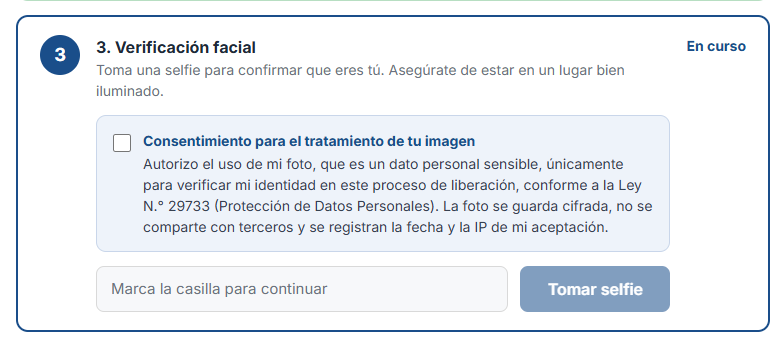 3
3. Verificación facial
En curso
Toma una selfie para confirmar que eres tú. Asegúrate de estar en un lugar bien
iluminado.
Consentimiento para el tratamiento de tu imagen
Autorizo el uso de mi foto, que es un dato personal sensible, únicamente
para verificar mi identidad en este proceso de liberación, conforme a la Ley
N.° 29733 (Protección de Datos Personales). La foto se guarda cifrada, no se
comparte con terceros y se registran la fecha y la IP de mi aceptación.
Marca la casilla para continuar
Tomar selfie